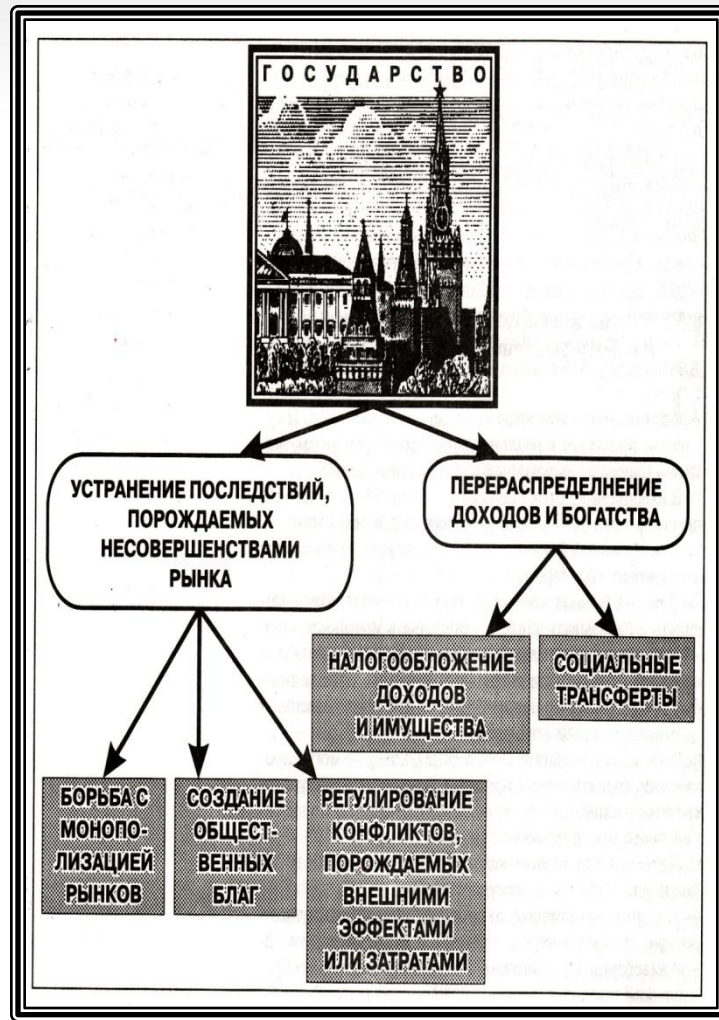 ГОСУДАРСТВО
УСТРАНЕНИЕ ПОСЛЕДСТВИЙ,
ПОРОЖДАЕМЫХ
НЕСОВЕРШЕНСТВАМИ
РЫНКА
ПЕРЕРАСПРЕДЕЛНЕНИЕ
ДОХОДОВ И БОГАТСТВА
НАЛОГООБЛОЖЕНИЕ
ДОХОДОВ
И ИМУЩЕСТВА
СОЦИАЛЬНЫЕ
ТРАНСФЕРТЫ
БОРЬБА С
МОНОПО-
ЛИЗАЦИЕЙ
РЫНКОВ
СОЗДАНИЕ
ОБЩЕСТ-
ВЕННЫХ
БЛАГ
РЕГУЛИРОВАНИЕ
КОНФЛИКТОВ,
ПОРОЖДАЕМЫХ
ВНЕШНИМИ
ЭФФЕКТАМИ
ИЛИ ЗАТРАТАМИ